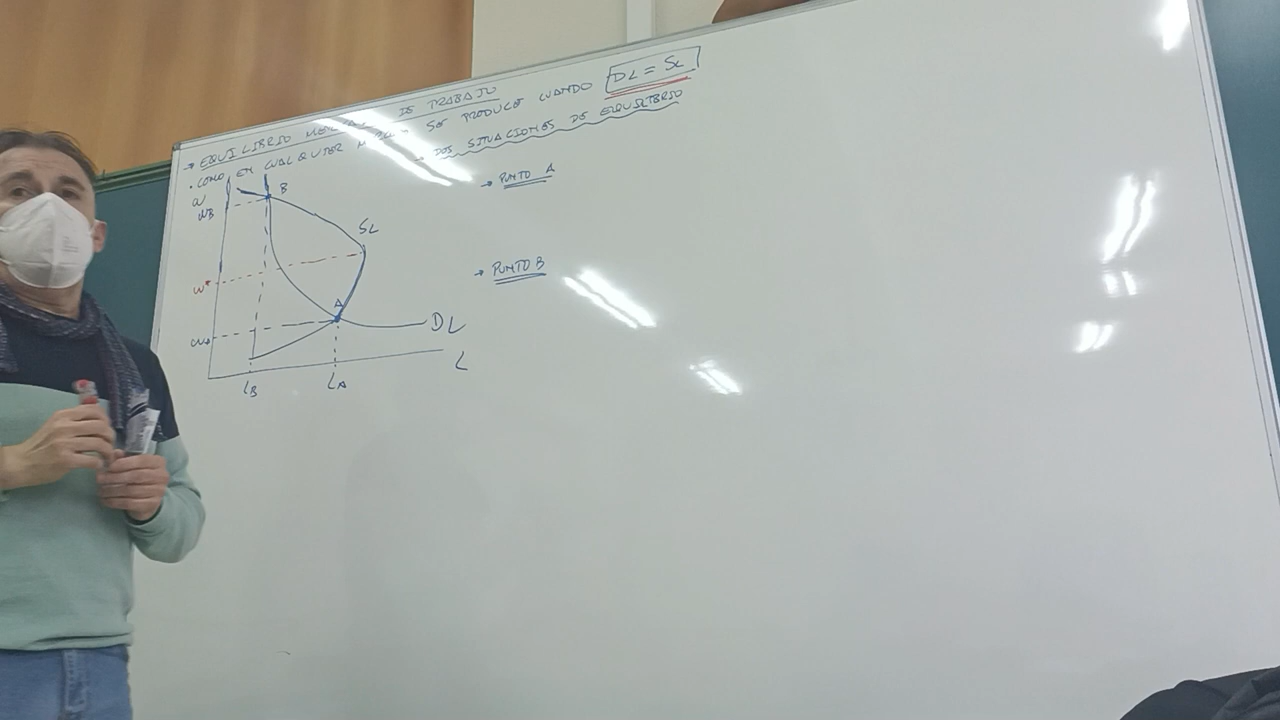 → EQUILIBRIO MERCADO DE TRABAJO
• COMO EN CUALQUIER SE PRODUCE CUANDO DL = SL
→ DOS SITUACIONES DE EQUILIBRIO
→ PUNTO A
→ PUNTO B
W
WB
B
SL
W*
A
DL
L
LB
LA